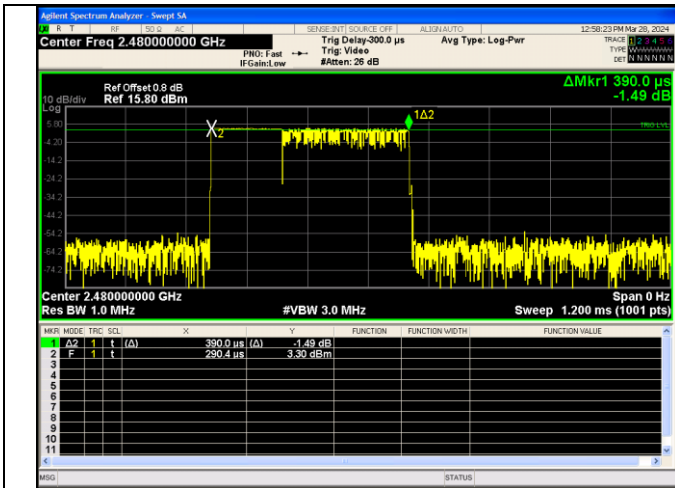 Agilent Spectrum Analyzer - Swept SA
R T RF 50 Ω AC SENSE:INT SOURCE OFF ALIGN AUTO 12:58:23 PM Mar 28, 2024
Center Freq 2.480000000 GHz Trig Delay-300.0 µs Avg Type: Log-Pwr TRACE 1 2 3 4 5 6
PNO: Fast Trig: Video TYPE
IFGain:Low #Atten: 26 dB DET N N N N N N
ΔMkr1 390.0 µs
-1.49 dB
Ref Offset 0.8 dB
10 dB/div Ref 15.80 dBm
Log
1Δ2
5.80
TRIG LVL
2
-4.20
-14.2
-24.2
-34.2
-44.2
-54.2
-64.2
-74.2
Center 2.480000000 GHz Span 0 Hz
Res BW 1.0 MHz #VBW 3.0 MHz Sweep 1.200 ms (1001 pts)
MKR MODE TRC SCL X Y FUNCTION FUNCTION WIDTH FUNCTION VALUE
1 Δ2 1 t (Δ) 390.0 µs (Δ) -1.49 dB
2 F 1 t 290.4 µs 3.30 dBm
3
4
5
6
7
8
9
10
11
MSG STATUS